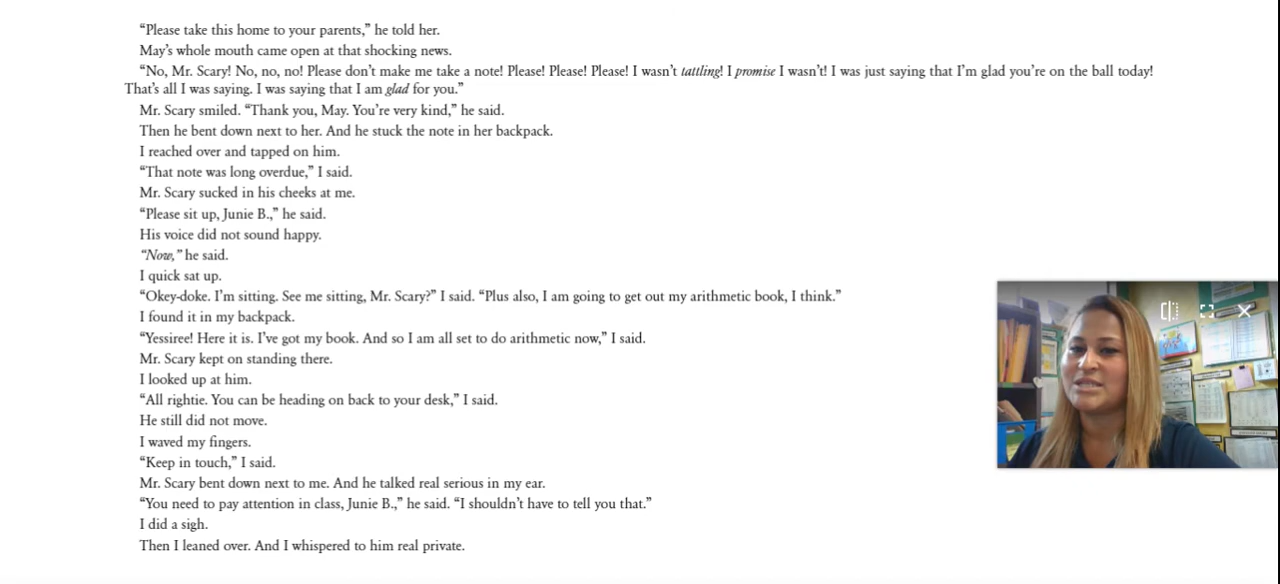 “Please take this home to your parents,” he told her.
May’s whole mouth came open at that shocking news.
“No, Mr. Scary! No, no, no! Please don’t make me take a note! Please! Please! Please! I wasn’t tattling! I promise I wasn’t! I was just saying that I’m glad you’re on the ball today!
That’s all I was saying. I was saying that I am glad for you.”
Mr. Scary smiled. “Thank you, May. You’re very kind,” he said.
Then he bent down next to her. And he stuck the note in her backpack.
I reached over and tapped on him.
“That note was long overdue,” I said.
Mr. Scary sucked in his cheeks at me.
“Please sit up, Junie B.,” he said.
His voice did not sound happy.
“Now,” he said.
I quick sat up.
“Okey-doke. I’m sitting. See me sitting, Mr. Scary?” I said. “Plus also, I am going to get out my arithmetic book, I think.”
I found it in my backpack.
“Yessiree! Here it is. I’ve got my book. And so I am all set to do arithmetic now,” I said.
Mr. Scary kept on standing there.
I looked up at him.
“All rightie. You can be heading on back to your desk,” I said.
He still did not move.
I waved my fingers.
“Keep in touch,” I said.
Mr. Scary bent down next to me. And he talked real serious in my ear.
“You need to pay attention in class, Junie B.,” he said. “I shouldn’t have to tell you that.”
I did a sigh.
Then I leaned over. And I whispered to him real private.